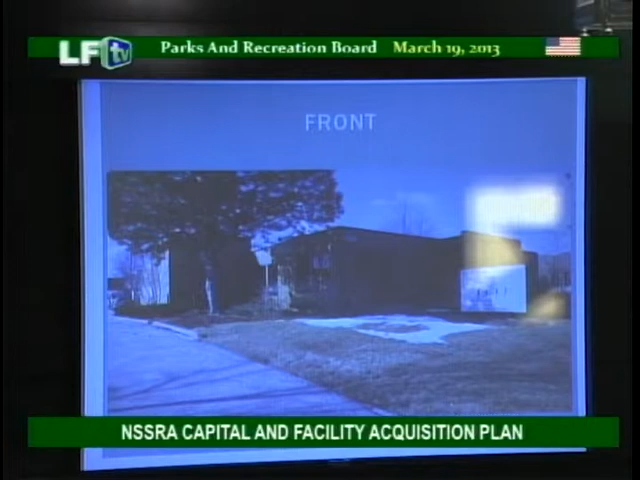 LF tv Parks And Recreation Board March 19, 2013
FRONT
NSSRA CAPITAL AND FACILITY ACQUISITION PLAN